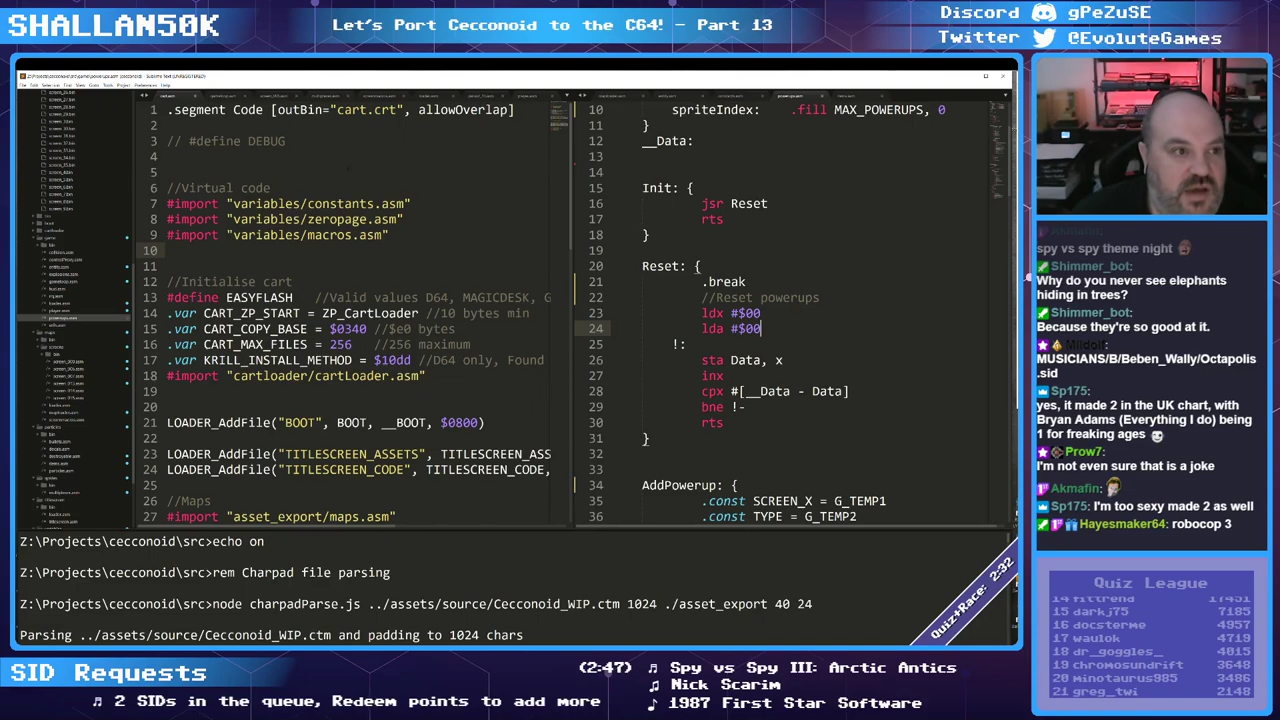 SHALLAN50K
Let's Port Cecconoid to the C64! - Part 13
Discord gPeZuSE
Twitter @EvoluteGames
1 .segment Code [outBin="cart.crt", allowOverlap]
2
3 // #define DEBUG
4
5
6 //Virtual code
7 #import "variables/constants.asm"
8 #import "variables/zeropage.asm"
9 #import "variables/macros.asm"
10
11
12 //Initialise cart
13 #define EASYFLASH //Valid values D64, MAGICDESK, G
14 .var CART_ZP_START = ZP_CartLoader //10 bytes min
15 .var CART_COPY_BASE = $0340 //$e0 bytes
16 .var CART_MAX_FILES = 256 //256 maximum
17 .var KRILL_INSTALL_METHOD = $10dd //D64 only, Found
18 #import "cartloader/cartLoader.asm"
19
20
21 LOADER_AddFile("BOOT", BOOT, __BOOT, $0800)
22
23 LOADER_AddFile("TITLESCREEN_ASSETS", TITLESCREEN_ASS
24 LOADER_AddFile("TITLESCREEN_CODE", TITLESCREEN_CODE,
25
26 //Maps
27 #import "asset_export/maps.asm"
10 spriteIndex .fill MAX_POWERUPS, 0
11 }
12 __Data:
13
14
15 Init: {
16 jsr Reset
17 rts
18 }
19
20 Reset: {
21 .break
22 //Reset powerups
23 ldx #$00
24 lda #$00
25 !:
26 sta Data, x
27 inx
28 cpx #[__Data - Data]
29 bne !-
30 rts
31 }
32
33
34 AddPowerup: {
35 .const SCREEN_X = G_TEMP1
36 .const TYPE = G_TEMP2
Z:\Projects\cecconoid\src>echo on
Z:\Projects\cecconoid\src>rem Charpad file parsing
Z:\Projects\cecconoid\src>node charpadParse.js ../assets/source/Cecconoid_WIP.ctm 1024 ./asset_export 40 24
Parsing ../assets/source/Cecconoid_WIP.ctm and padding to 1024 chars
Quiz+Race: 2:32
Akmafin:
spy vs spy theme night
Shimmer_bot:
Why do you never see elephants
hiding in trees?
Shimmer_bot:
Because they're so good at it.
Mildolf:
MUSICIANS/B/Beben_Wally/Octapolis
.sid
Sp175:
yes, it made 2 in the UK chart, with
Bryan Adams (Everything i do) being
1 for freaking ages
Prow7:
I'm not even sure that is a joke
Akmafin:
Sp175: I'm too sexy made 2 as well
Hayesmaker64: robocop 3
Quiz League
15 darkj75 7185
16 docsterme 4957
17 waulok 4719
18 dr_goggles_ 4015
19 chromosundrift 3648
20 minotaurus985 3486
21 greg_twi 2148
SID Requests
2 SIDs in the queue, Redeem points to add more
(2:47) Spy vs Spy III: Arctic Antics
Nick Scarim
1987 First Star Software